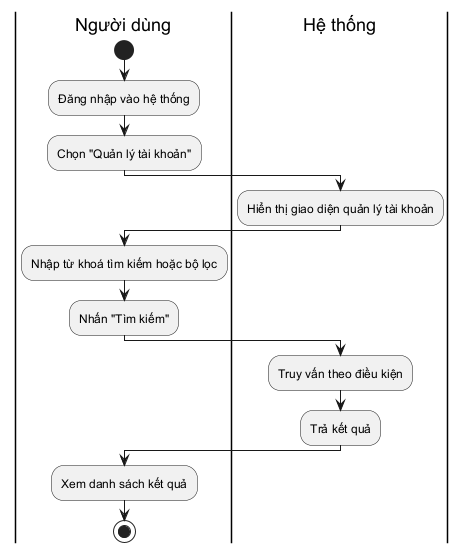 Người dùng
Hệ thống
Đăng nhập vào hệ thống
Chọn "Quản lý tài khoản"
Hiển thị giao diện quản lý tài khoản
Nhập từ khoá tìm kiếm hoặc bộ lọc
Nhấn "Tìm kiếm"
Truy vấn theo điều kiện
Trả kết quả
Xem danh sách kết quả